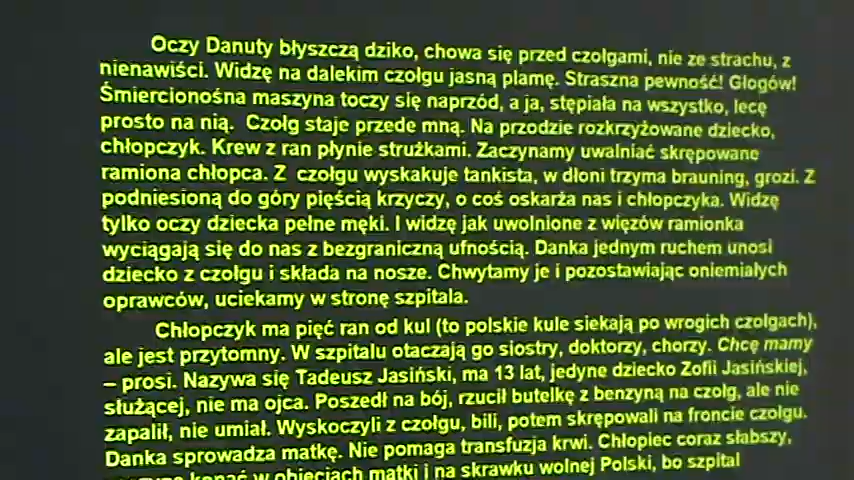 Oczy Danuty błyszczą dziko, chowa się przed czołgami, nie ze strachu, z
nienawiści. Widzę na dalekim czołgu jasną plamę. Straszna pewność! Głogów!
Śmiercionośna maszyna toczy się naprzód, a ja, stępiała na wszystko, lecę
prosto na nią. Czołg staje przede mną. Na przodzie rozkrzyżowane dziecko,
chłopczyk. Krew z ran płynie strużkami. Zaczynamy uwalniać skrępowane
ramiona chłopca. Z czołgu wyskakuje tankista, w dłoni trzyma brauning, grozi. Z
podniesioną do góry pięścią krzyczy, o coś oskarża nas i chłopczyka. Widzę
tylko oczy dziecka pełne męki. I widzę jak uwolnione z więzów ramionka
wyciągają się do nas z bezgraniczną ufnością. Danka jednym ruchem unosi
dziecko z czołgu i składa na nosze. Chwytamy je i pozostawiając oniemiałych
oprawców, uciekamy w stronę szpitala.
Chłopczyk ma pięć ran od kul (to polskie kule siekają po wrogich czołgach),
ale jest przytomny. W szpitalu otaczają go siostry, doktorzy, chorzy. Chcę mamy
– prosi. Nazywa się Tadeusz Jasiński, ma 13 lat, jedyne dziecko Zofii Jasińskiej,
służącej, nie ma ojca. Poszedł na bój, rzucił butelkę z benzyną na czołg, ale nie
zapalił, nie umiał. Wyskoczyli z czołgu, bili, potem skrępowali na froncie czołgu.
Danka sprowadza matkę. Nie pomaga transfuzja krwi. Chłopiec coraz słabszy,
konać w objęciach matki i na skrawku wolnej Polski, bo szpital